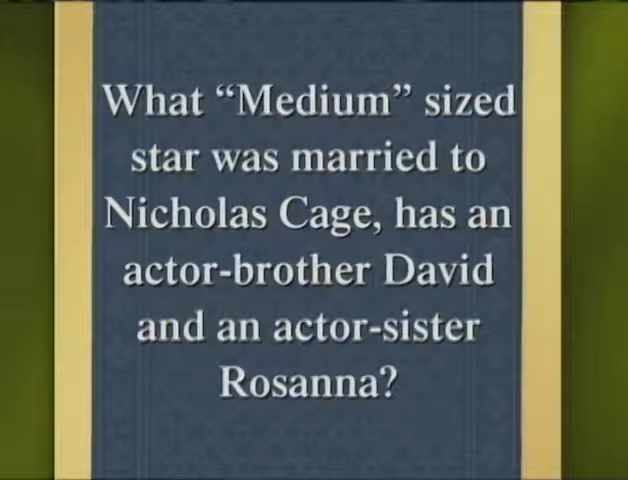 What “Medium” sized
star was married to
Nicholas Cage, has an
actor-brother David
and an actor-sister
Rosanna?